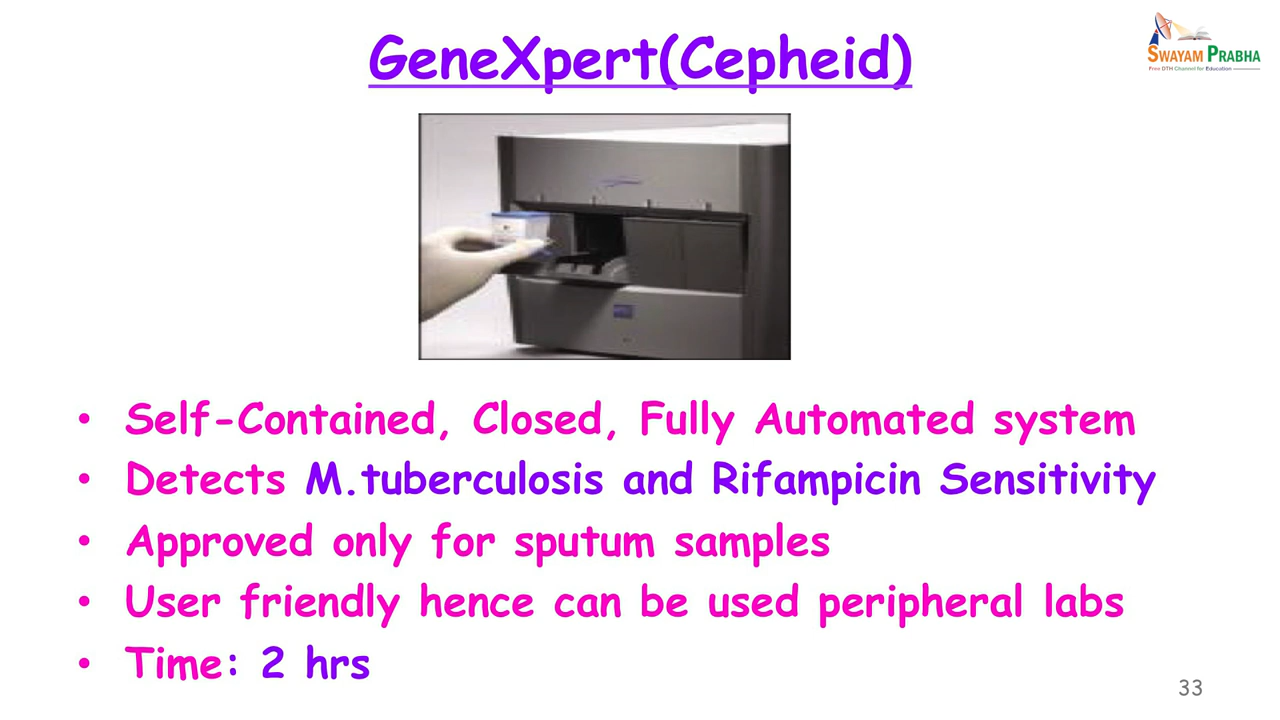 GeneXpert(Cepheid)
SWAYAM PRABHA
Free DTH Channel for Education
• Self-Contained, Closed, Fully Automated system
• Detects M.tuberculosis and Rifampicin Sensitivity
• Approved only for sputum samples
• User friendly hence can be used peripheral labs
• Time: 2 hrs
33